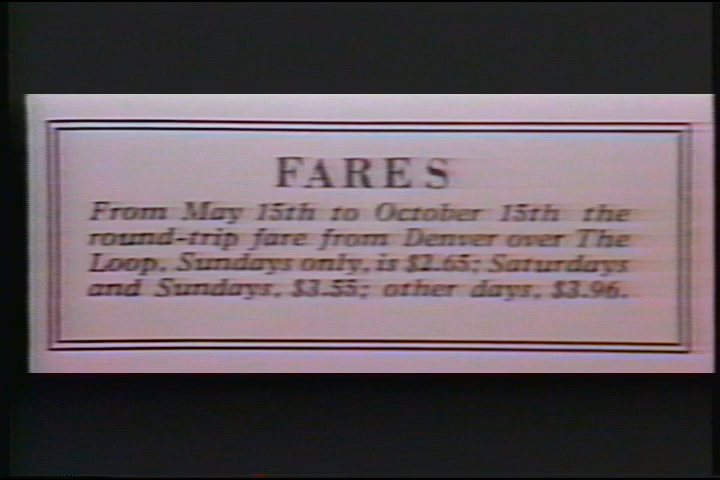 FARES
From May 15th to October 15th the
round-trip fare from Denver over The
Loop, Sundays only, is $2.65; Saturdays
and Sundays, $3.55; other days, $3.96.